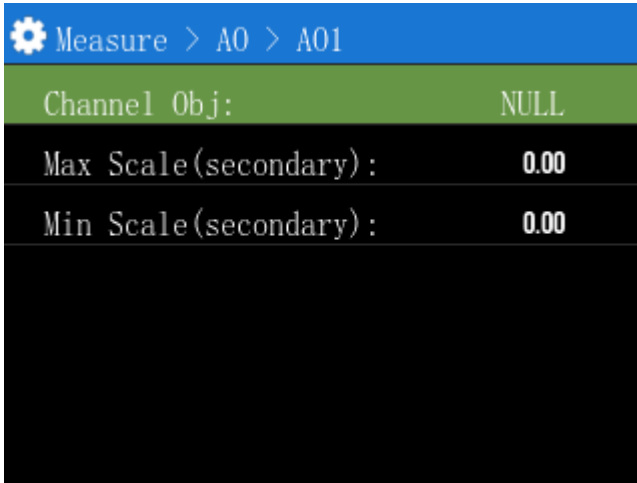 Measure > AO > AO1
Channel Obj: NULL
Max Scale(secondary): 0.00
Min Scale(secondary): 0.00